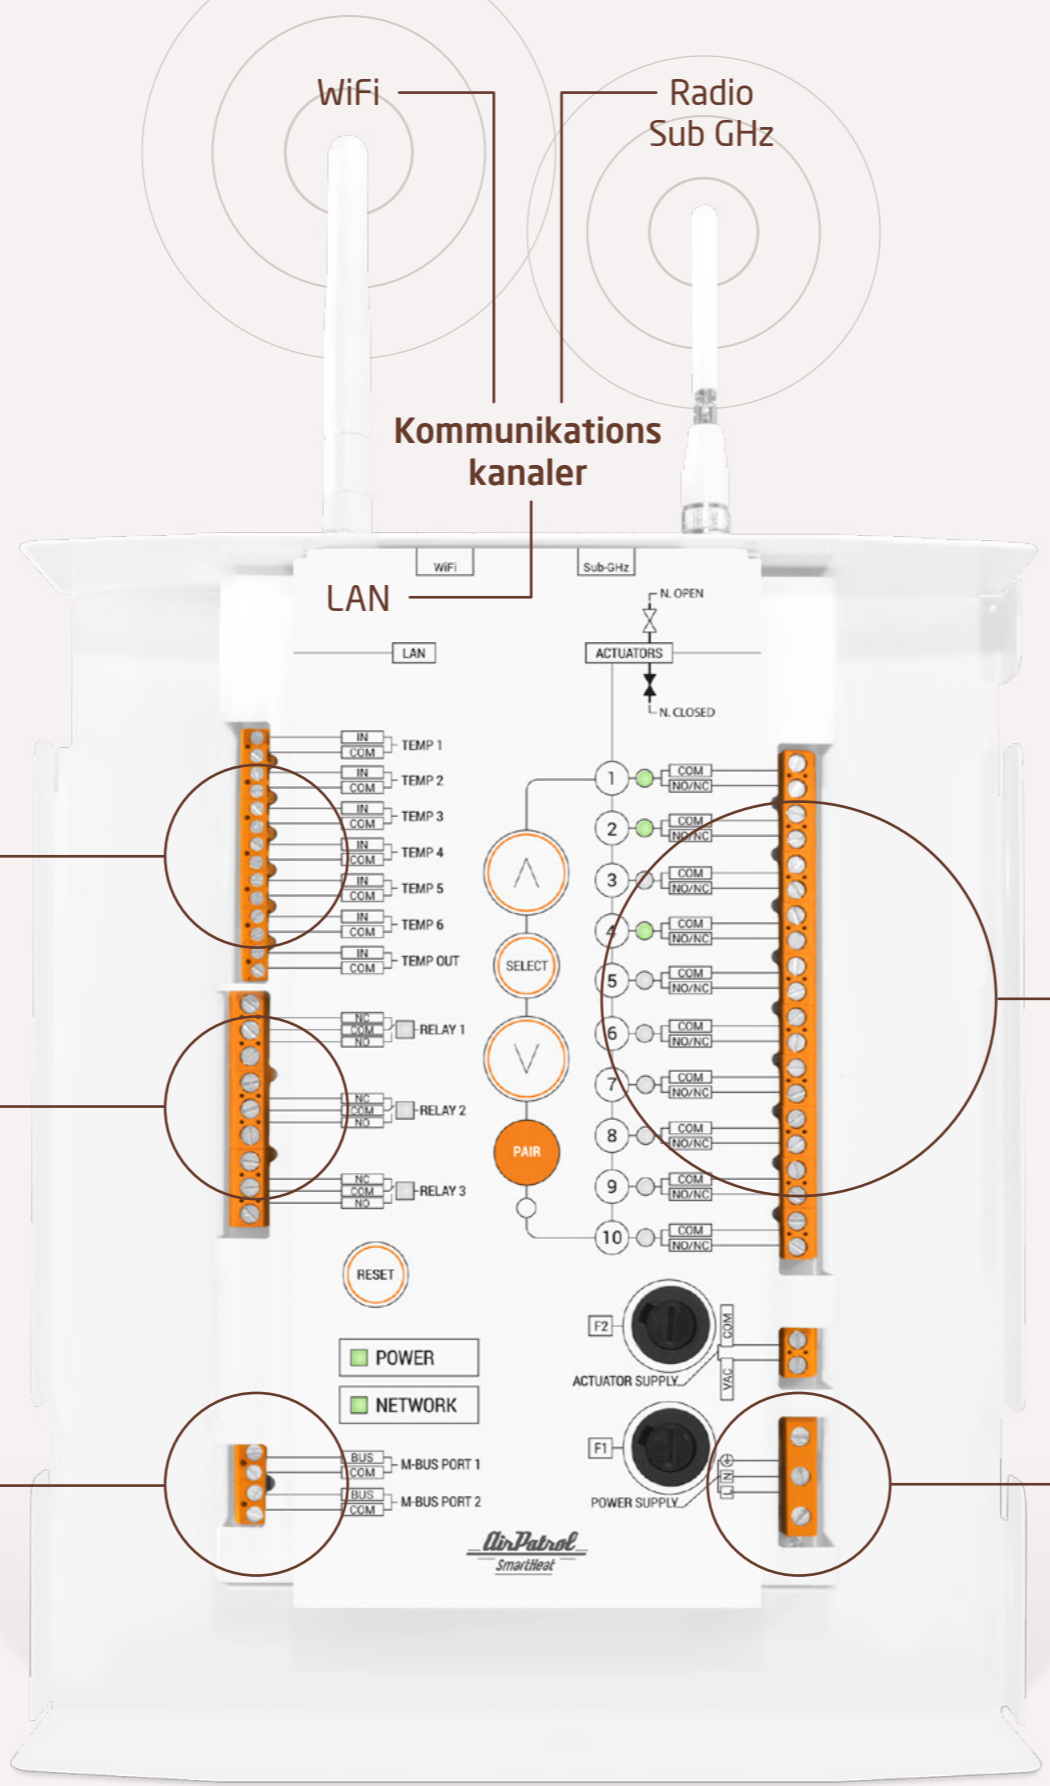 WiFi
Radio
Sub GHz
Kommunikations
kanaler
LAN
WiFi
Sub-GHz
N. OPEN
LAN
ACTUATORS
N. CLOSED
IN
COM
TEMP 1
IN
COM
TEMP 2
IN
COM
TEMP 3
IN
COM
TEMP 4
IN
COM
TEMP 5
IN
COM
TEMP 6
IN
COM
TEMP OUT
NC
COM
NO
RELAY 1
NC
COM
NO
RELAY 2
NC
COM
NO
RELAY 3
SELECT
PAIR
RESET
1
COM
NO/NC
2
COM
NO/NC
3
COM
NO/NC
4
COM
NO/NC
5
COM
NO/NC
6
COM
NO/NC
7
COM
NO/NC
8
COM
NO/NC
9
COM
NO/NC
10
COM
NO/NC
F2
COM
VAC
ACTUATOR SUPPLY
POWER
NETWORK
F1
N
L
POWER SUPPLY
BUS
COM
M-BUS PORT 1
BUS
COM
M-BUS PORT 2
AirPatrol
SmartHeat